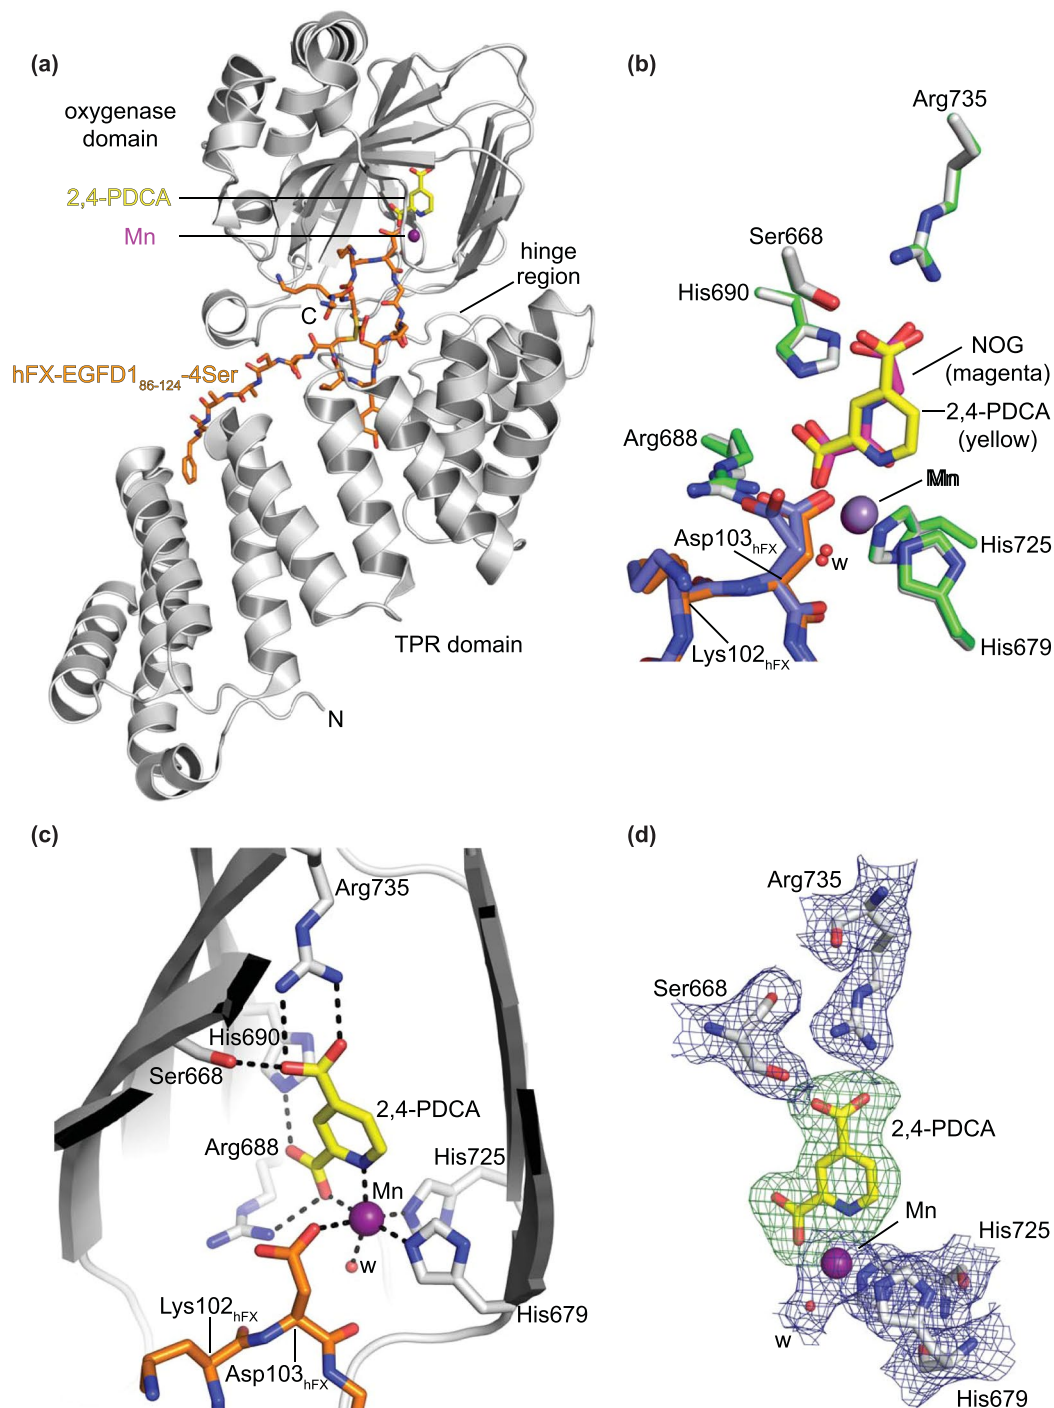 (a)
oxygenase
domain
2,4-PDCA
Mn
hinge
region
C
hFX-EGFD186-124-4Ser
TPR domain
N
(b)
Arg735
Ser668
His690
NOG
(magenta)
2,4-PDCA
(yellow)
Arg688
Mn
Asp103hFX
w
His725
Lys102hFX
His679
(c)
Arg735
His690
Ser668
2,4-PDCA
Arg688
His725
Mn
w
Lys102hFX
His679
Asp103hFX
(d)
Arg735
Ser668
2,4-PDCA
Mn
His725
w
His679